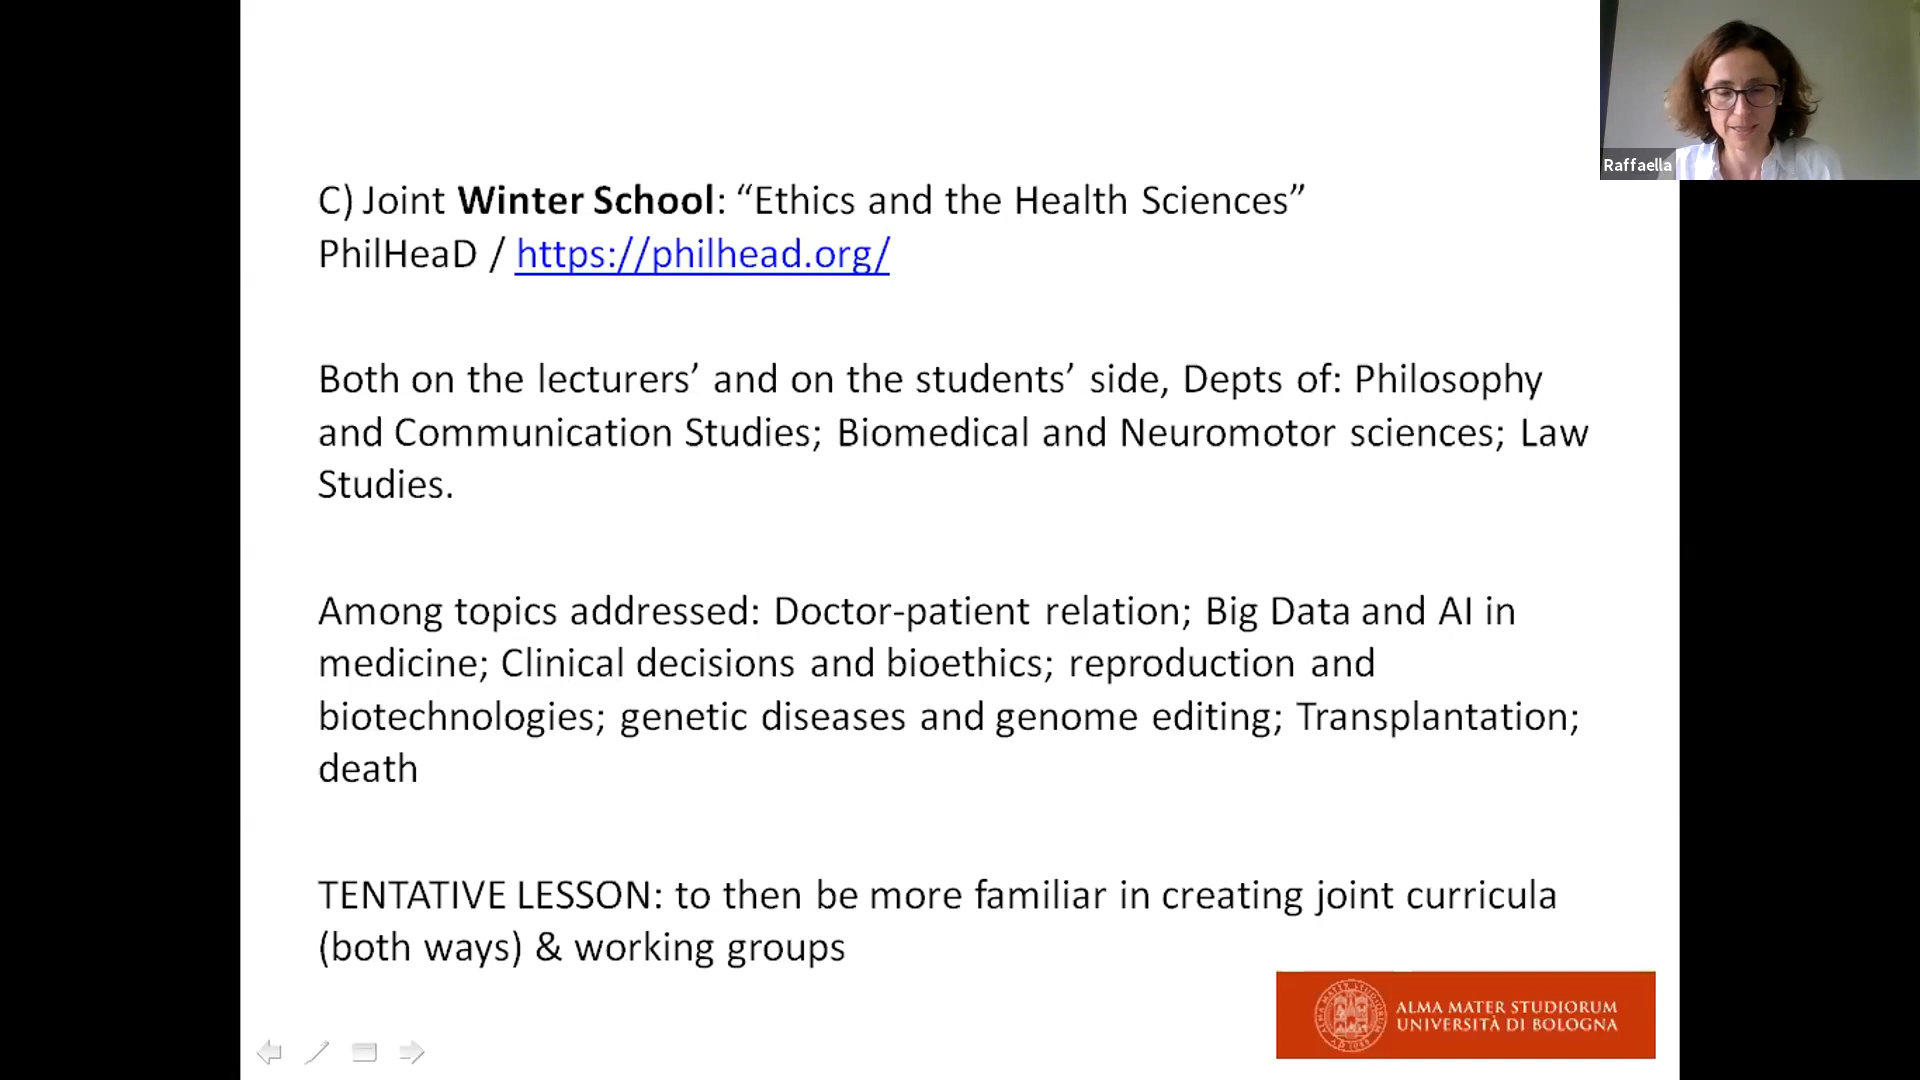 C) Joint Winter School: “Ethics and the Health Sciences”
PhilHeaD / https://philhead.org/
Both on the lecturers’ and on the students’ side, Depts of: Philosophy
and Communication Studies; Biomedical and Neuromotor sciences; Law
Studies.
Among topics addressed: Doctor-patient relation; Big Data and AI in
medicine; Clinical decisions and bioethics; reproduction and
biotechnologies; genetic diseases and genome editing; Transplantation;
death
TENTATIVE LESSON: to then be more familiar in creating joint curricula
(both ways) & working groups
ALMA MATER STUDIORUM
UNIVERSITÀ DI BOLOGNA
Raffaella